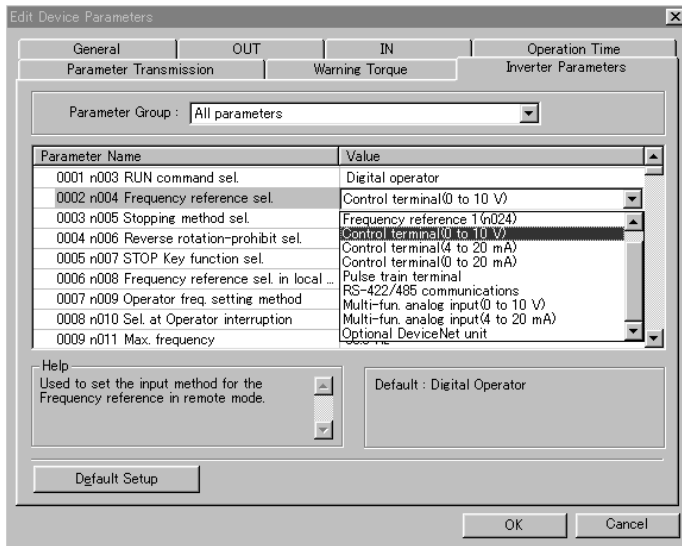 Edit Device Parameters
General OUT IN Operation Time
Parameter Transmission Warning Torque Inverter Parameters
Parameter Group : All parameters
Parameter Name Value
0001 n003 RUN command sel. Digital operator
0002 n004 Frequency reference sel. Control terminal(0 to 10 V)
0003 n005 Stopping method sel. Frequency reference 1(n024)
Control terminal(0 to 10 V)
0004 n006 Reverse rotation-prohibit sel. Control terminal(4 to 20 mA)
0005 n007 STOP Key function sel. Control terminal(0 to 20 mA)
Pulse train terminal
0006 n008 Frequency reference sel. in local ... RS-422/485 communications
0007 n009 Operator freq. setting method Multi-fun. analog input(0 to 10 V)
0008 n010 Sel. at Operator interruption Multi-fun. analog input(4 to 20 mA)
Optional DeviceNet unit
0009 n011 Max. frequency
Help
Used to set the input method for the Default : Digital Operator
Frequency reference in remote mode.
Default Setup
OK Cancel